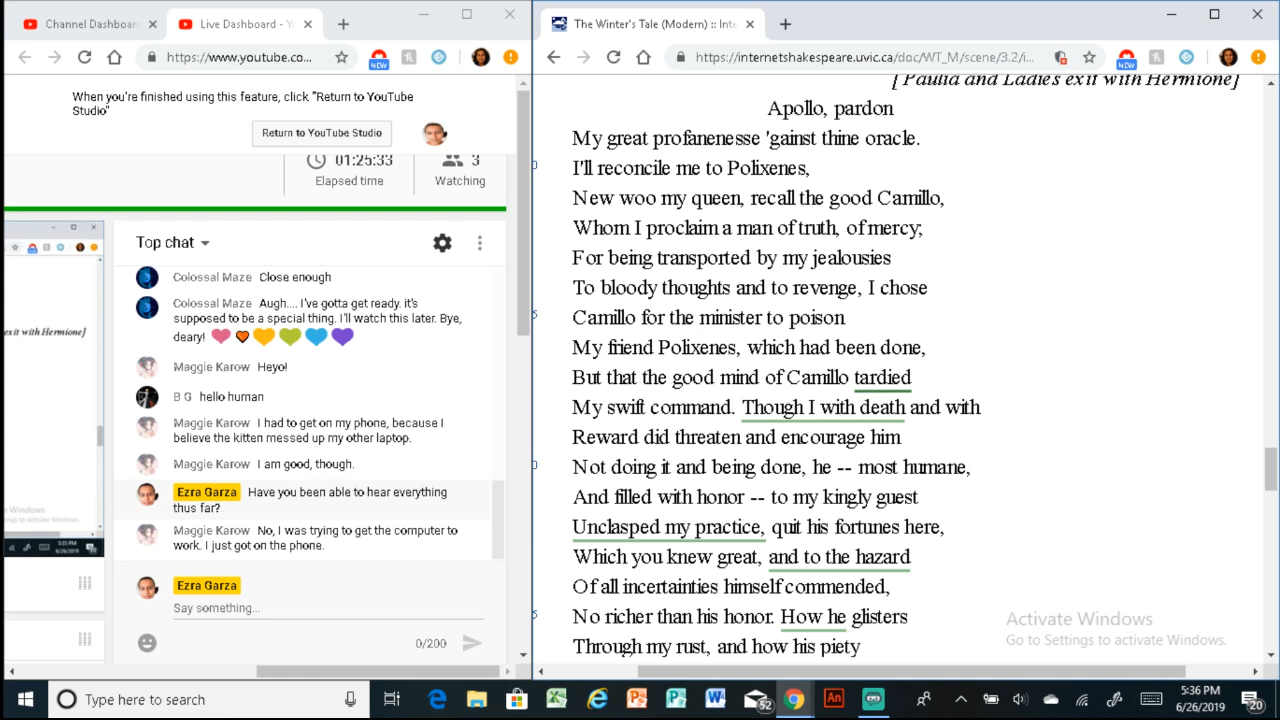 Channel Dashboard
Live Dashboard - Yo
The Winter's Tale (Modern) :: Inte
https://www.youtube.co...
NEW
https://internetshakespeare.uvic.ca/doc/WT_M/scene/3.2/i...
NEW
When you're finished using this feature, click "Return to YouTube
Studio"
Return to YouTube Studio
01:25:33
3
Elapsed time
Watching
Top chat
Colossal Maze Close enough
Colossal Maze Augh.... I've gotta get ready. it's
supposed to be a special thing. I'll watch this later. Bye,
deary!
Maggie Karow Heyo!
B G hello human
Maggie Karow I had to get on my phone, because I
believe the kitten messed up my other laptop.
Maggie Karow I am good, though.
Ezra Garza Have you been able to hear everything
thus far?
Maggie Karow No, I was trying to get the computer to
work. I just got on the phone.
Ezra Garza
Say something...
0/200
exit with Hermione]
[Paulia and Ladies exit with Hermione]
Apollo, pardon
My great profanenesse 'gainst thine oracle.
I'll reconcile me to Polixenes,
New woo my queen, recall the good Camillo,
Whom I proclaim a man of truth, of mercy;
For being transported by my jealousies
To bloody thoughts and to revenge, I chose
Camillo for the minister to poison
My friend Polixenes, which had been done,
But that the good mind of Camillo tardied
My swift command. Though I with death and with
Reward did threaten and encourage him
Not doing it and being done, he -- most humane,
And filled with honor -- to my kingly guest
Unclasped my practice, quit his fortunes here,
Which you knew great, and to the hazard
Of all incertainties himself commended,
No richer than his honor. How he glisters
Through my rust, and how his piety
Activate Windows
Go to Settings to activate Windows.
Type here to search
52
An
5:36 PM
6/26/2019
20